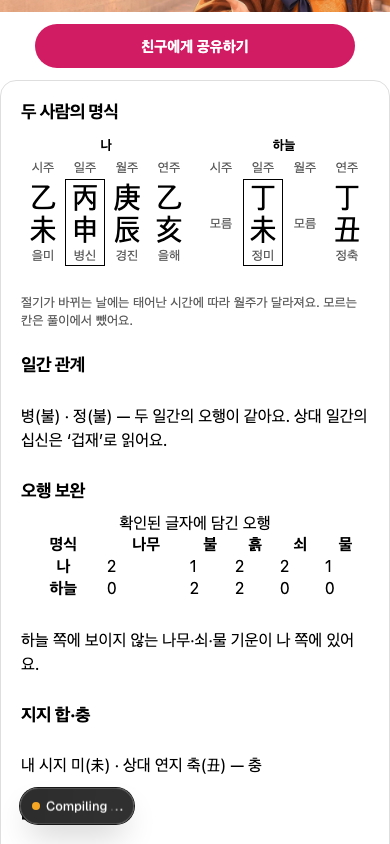 친구에게 공유하기
두 사람의 명식
나 하늘
시주 일주 월주 연주 시주 일주 월주 연주
乙 丙 庚 乙 丁 丁
未 申 辰 亥 모름 未 모름 丑
을미 병신 경진 을해 정미 정축
절기가 바뀌는 날에는 태어난 시간에 따라 월주가 달라져요. 모르는
칸은 풀이에서 뺐어요.
일간 관계
병(불) · 정(불) — 두 일간의 오행이 같아요. 상대 일간의
십신은 ‘겁재’로 읽어요.
오행 보완
확인된 글자에 담긴 오행
명식 나무 불 흙 쇠 물
나 2 1 2 2 1
하늘 0 2 2 0 0
하늘 쪽에 보이지 않는 나무·쇠·물 기운이 나 쪽에 있어
요.
지지 합·충
내 시지 미(未) · 상대 연지 축(丑) — 충
Compiling ...